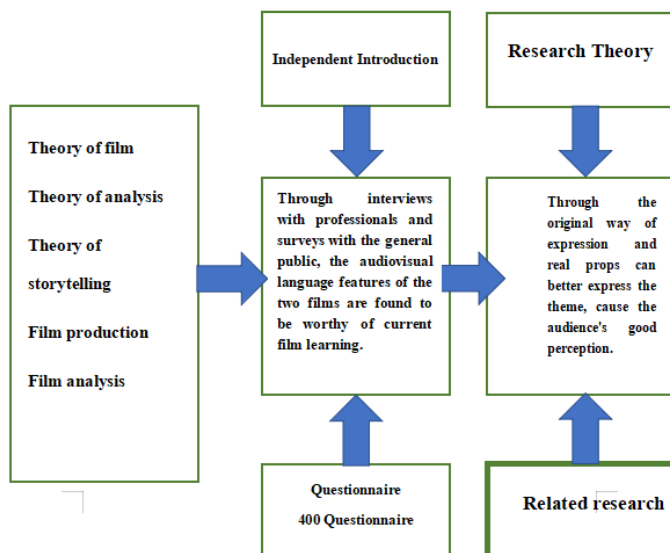 Independent Introduction
Research Theory
Theory of film
Theory of analysis
Theory of
storytelling
Film production
Film analysis
Through interviews
with professionals and
surveys with the general
public, the audiovisual
language features of the
two films are found to
be worthy of current
film learning.
Through the
original way of
expression and
real props can
better express the
theme, cause the
audience's good
perception.
Questionnaire
400 Questionnaire
Related research